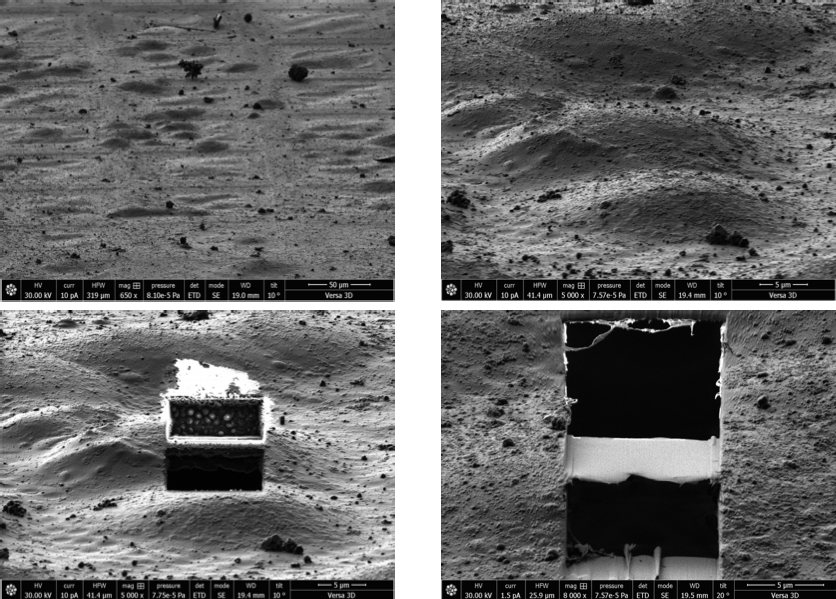 50 µm
HV curr HFW mag pressure det mode WD tilt
30.00 kV 10 pA 319 µm 650 x 8.10e-5 Pa ETD SE 19.0 mm 10 ° Versa 3D
5 µm
HV curr HFW mag pressure det mode WD tilt
30.00 kV 10 pA 41.4 µm 5 000 x 7.57e-5 Pa ETD SE 19.4 mm 10 ° Versa 3D
5 µm
HV curr HFW mag pressure det mode WD tilt
30.00 kV 10 pA 41.4 µm 5 000 x 7.75e-5 Pa ETD SE 19.4 mm 10 ° Versa 3D
5 µm
HV curr HFW mag pressure det mode WD tilt
30.00 kV 1.5 pA 25.9 µm 8 000 x 7.57e-5 Pa ETD SE 19.5 mm 20 ° Versa 3D